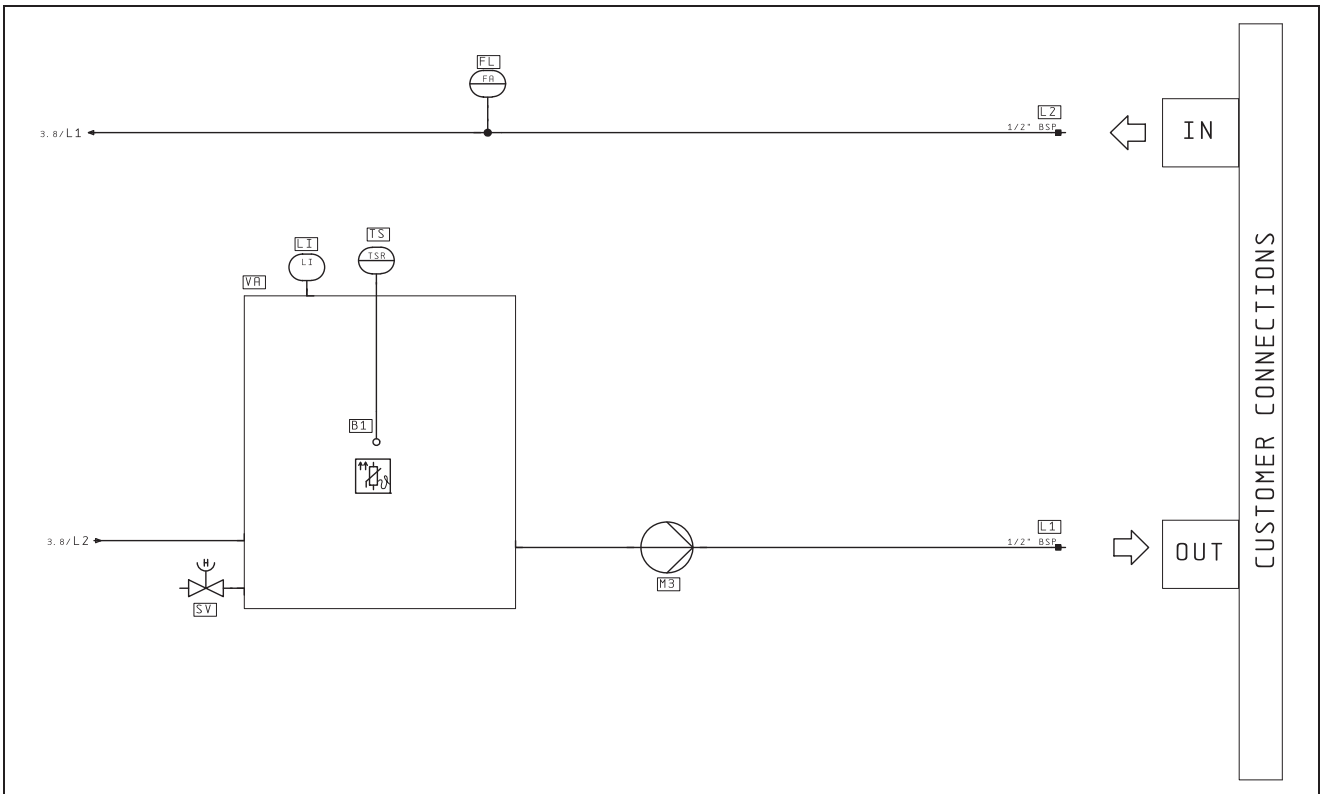 FL
FA
L2
1/2" BSP
IN
3.8/L1
TS
TSR
LI
LI
VA
B1
ϑ
CUSTOMER CONNECTIONS
3.8/L2
L1
1/2" BSP
OUT
H
M3
SV